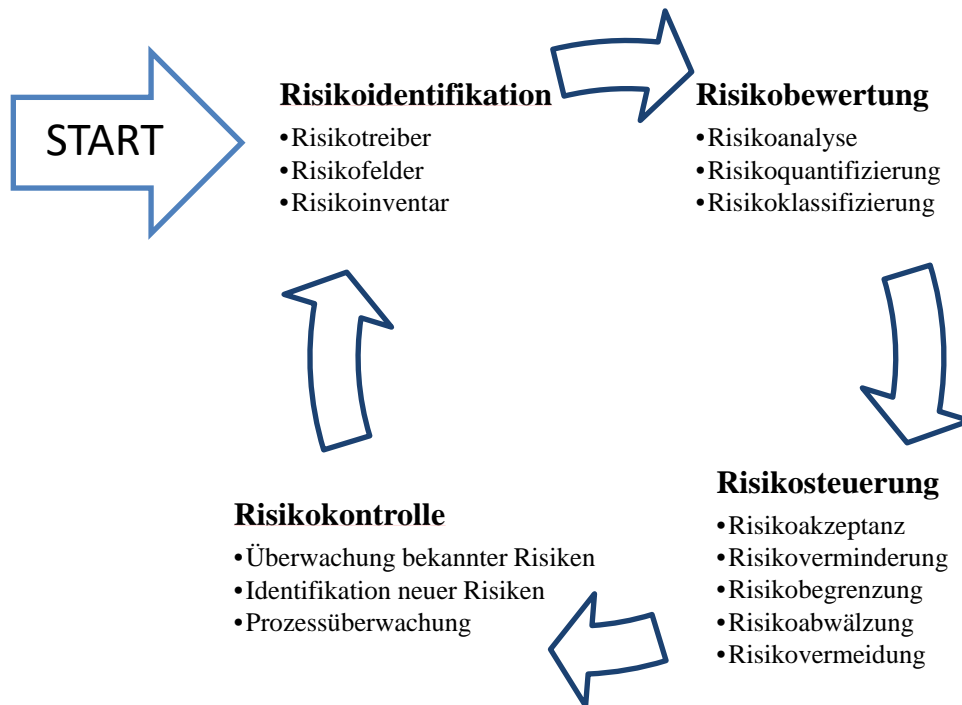 START
Risikoidentifikation
•Risikotreiber
•Risikofelder
•Risikoinventar
Risikobewertung
•Risikoanalyse
•Risikoquantifizierung
•Risikoklassifizierung
Risikosteuerung
•Risikoakzeptanz
•Risikoverminderung
•Risikobegrenzung
•Risikoabwälzung
•Risikovermeidung
Risikokontrolle
•Überwachung bekannter Risiken
•Identifikation neuer Risiken
•Prozessüberwachung